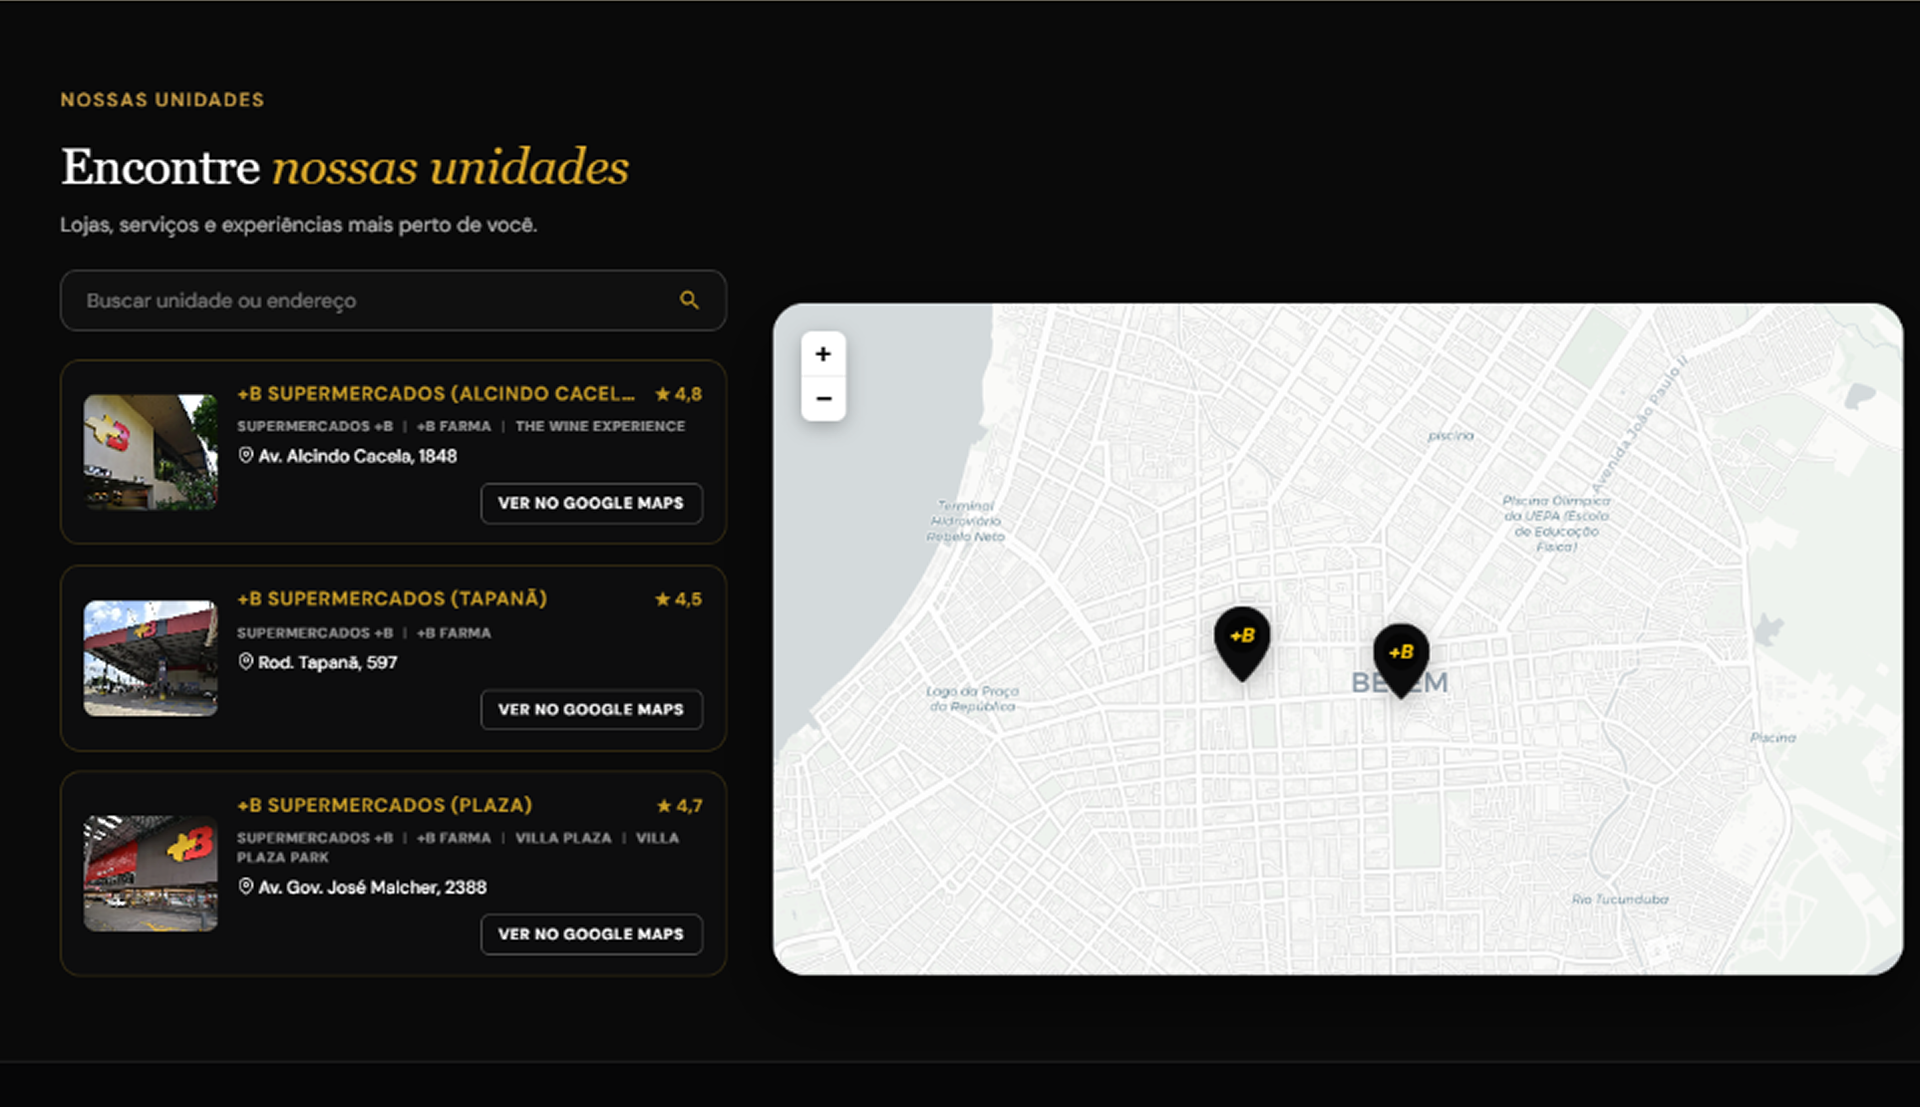 NOSSAS UNIDADES
Encontre nossas unidades
Lojas, serviços e experiências mais perto de você.
Buscar unidade ou endereço
+B SUPERMERCADOS (ALCINDO CACEL... ★ 4,8
SUPERMERCADOS +B | +B FARMA | THE WINE EXPERIENCE
Av. Alcindo Cacela, 1848
VER NO GOOGLE MAPS
+B SUPERMERCADOS (TAPANÃ) ★ 4,5
SUPERMERCADOS +B | +B FARMA
Rod. Tapanã, 597
VER NO GOOGLE MAPS
+B SUPERMERCADOS (PLAZA) ★ 4,7
SUPERMERCADOS +B | +B FARMA | VILLA PLAZA | VILLA
PLAZA PARK
Av. Gov. José Malcher, 2388
VER NO GOOGLE MAPS
+
−
piscina
Avenida João Paulo II
Terminal
Hidroviário
Rebelo Neto
Piscina Olímpica
da UEPA (Escola
de Educação
Física)
+B
+B
BELÉM
Lago da Praça
da República
Piscina
Rio Tucunduba